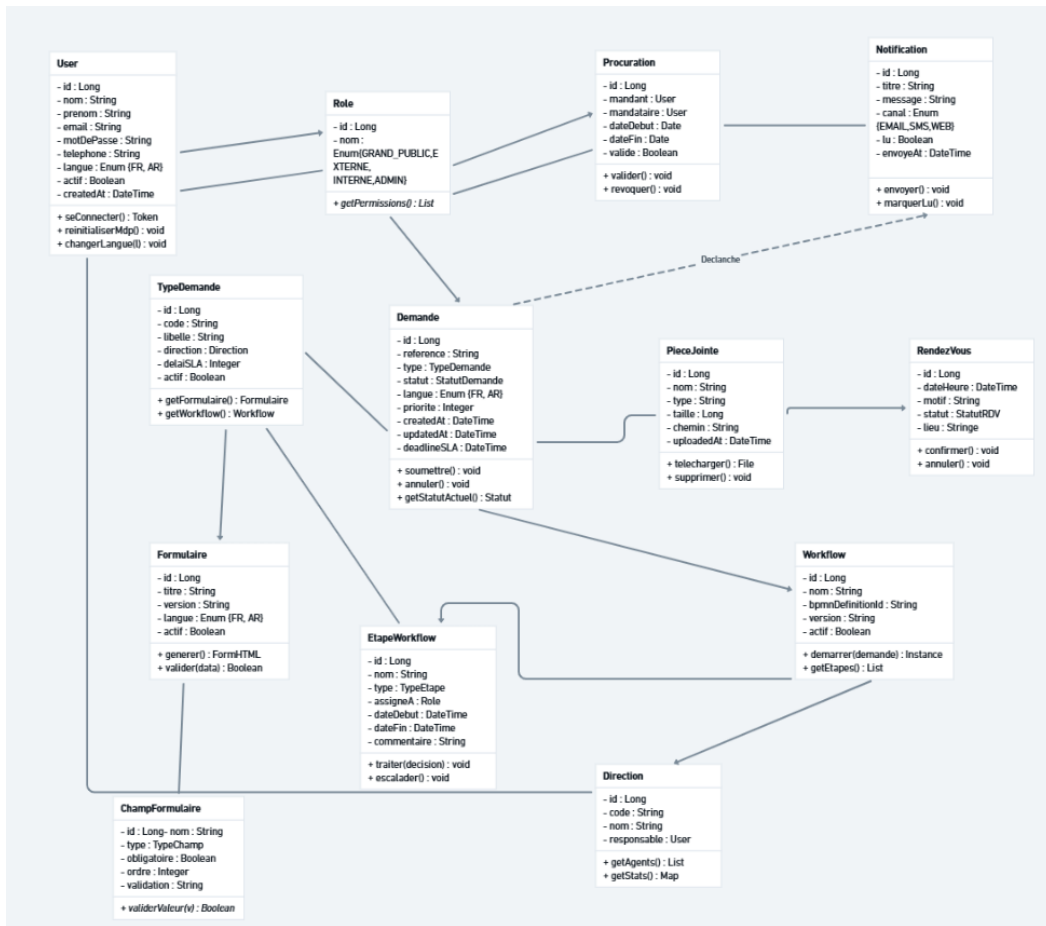 User
- id : Long
- nom : String
- prenom : String
- email : String
- motDePasse : String
- telephone : String
- langue : Enum {FR, AR}
- actif : Boolean
- createdAt : DateTime
+ seConnecter() : Token
+ reinitialiserMdp() : void
+ changerLangue(l) : void
Role
- id : Long
- nom :
Enum{GRAND_PUBLIC,E
XTERNE,
INTERNE,ADMIN}
+ getPermissions() : List
Procuration
- id : Long
- mandant : User
- mandataire : User
- dateDebut : Date
- dateFin : Date
- valide : Boolean
+ valider() : void
+ revoquer() : void
Notification
- id : Long
- titre : String
- message : String
- canal : Enum
{EMAIL,SMS,WEB}
- lu : Boolean
- envoyeAt : DateTime
+ envoyer() : void
+ marquerLu() : void
Declanche
TypeDemande
- id : Long
- code : String
- libelle : String
- direction : Direction
- delaiSLA : Integer
- actif : Boolean
+ getFormulaire() : Formulaire
+ getWorkflow() : Workflow
Demande
- id : Long
- reference : String
- type : TypeDemande
- statut : StatutDemande
- langue : Enum {FR, AR}
- priorite : Integer
- createdAt : DateTime
- updatedAt : DateTime
- deadlineSLA : DateTime
+ soumettre() : void
+ annuler() : void
+ getStatutActuel() : Statut
PieceJointe
- id : Long
- nom : String
- type : String
- taille : Long
- chemin : String
- uploadedAt : DateTime
+ telecharger() : File
+ supprimer() : void
RendezVous
- id : Long
- dateHeure : DateTime
- motif : String
- statut : StatutRDV
- lieu : Stringe
+ confirmer() : void
+ annuler() : void
Formulaire
- id : Long
- titre : String
- version : String
- langue : Enum {FR, AR}
- actif : Boolean
+ generer() : FormHTML
+ valider(data) : Boolean
EtapeWorkflow
- id : Long
- nom : String
- type : TypeEtape
- assigneA : Role
- dateDebut : DateTime
- dateFin : DateTime
- commentaire : String
+ traiter(decision) : void
+ escalader() : void
Workflow
- id : Long
- nom : String
- bpmnDefinitionId : String
- version : String
- actif : Boolean
+ demarrer(demande) : Instance
+ getEtapes() : List
Direction
- id : Long
- code : String
- nom : String
- responsable : User
+ getAgents() : List
+ getStats() : Map
ChampFormulaire
- id : Long- nom : String
- type : TypeChamp
- obligatoire : Boolean
- ordre : Integer
- validation : String
+ validerValeur(v) : Boolean